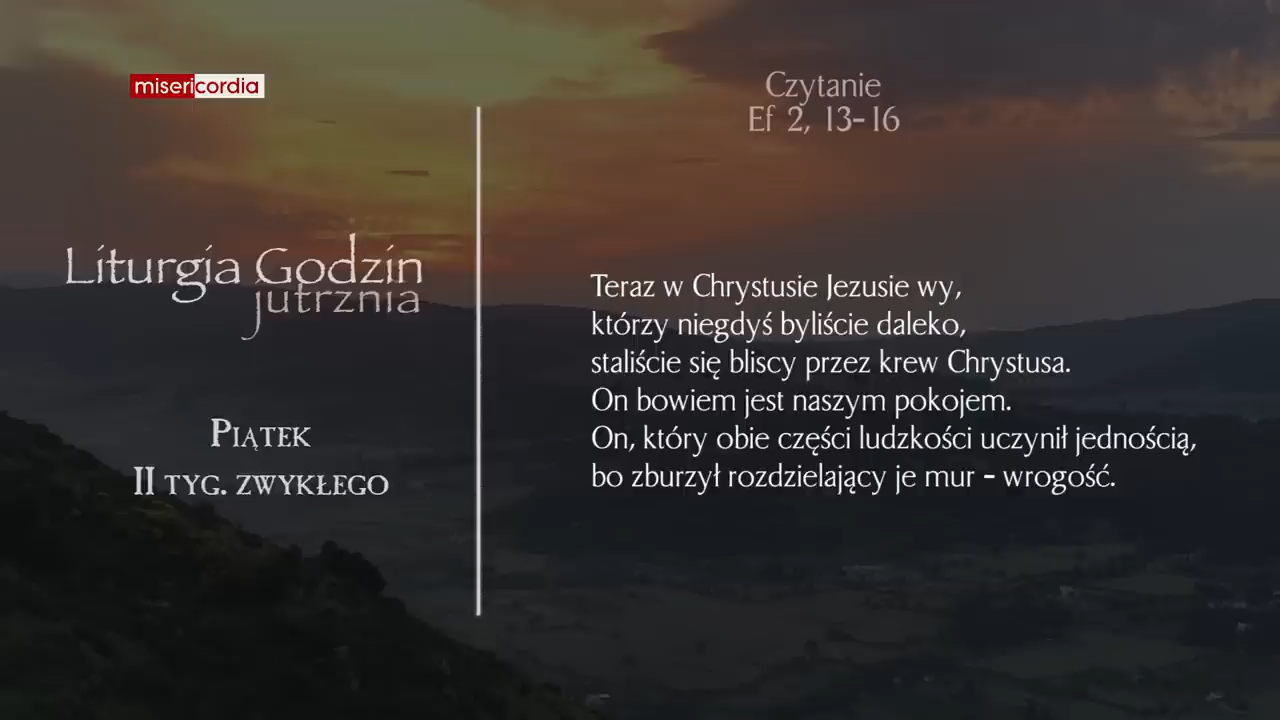 misericordia
Liturgia Godzin
jutrznia
Piątek
II tyg. zwykłego
Czytanie
Ef 2, 13-16
Teraz w Chrystusie Jezusie wy,
którzy niegdyś byliście daleko,
staliście się bliscy przez krew Chrystusa.
On bowiem jest naszym pokojem.
On, który obie części ludzkości uczynił jednością,
bo zburzył rozdzielający je mur - wrogość.